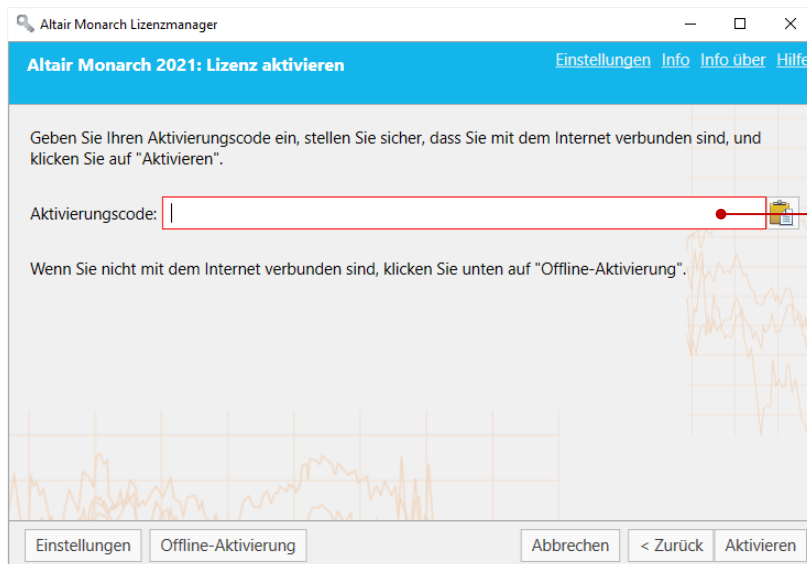 Altair Monarch Lizenzmanager
Altair Monarch 2021: Lizenz aktivieren
Einstellungen Info Info über Hilfe
Geben Sie Ihren Aktivierungscode ein, stellen Sie sicher, dass Sie mit dem Internet verbunden sind, und
klicken Sie auf "Aktivieren".
Aktivierungscode:
Wenn Sie nicht mit dem Internet verbunden sind, klicken Sie unten auf "Offline-Aktivierung".
Einstellungen Offline-Aktivierung Abbrechen < Zurück Aktivieren